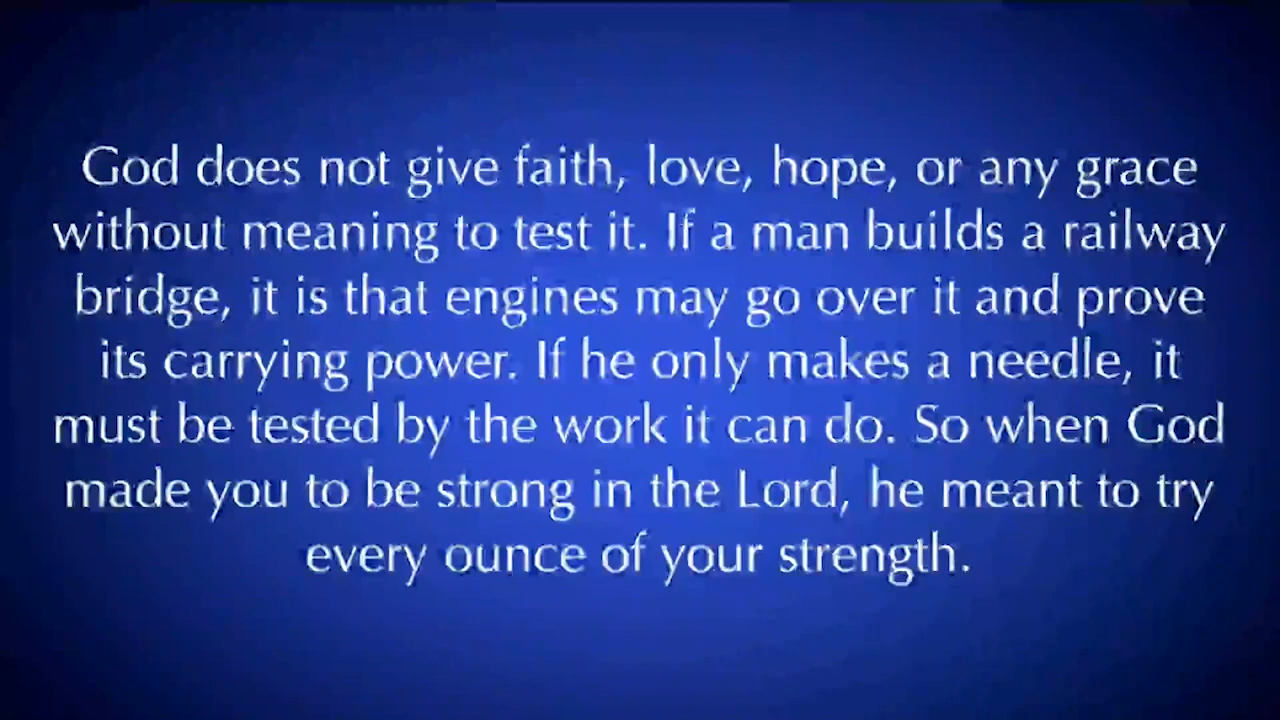 God does not give faith, love, hope, or any grace
without meaning to test it. If a man builds a railway
bridge, it is that engines may go over it and prove
its carrying power. If he only makes a needle, it
must be tested by the work it can do. So when God
made you to be strong in the Lord, he meant to try
every ounce of your strength.